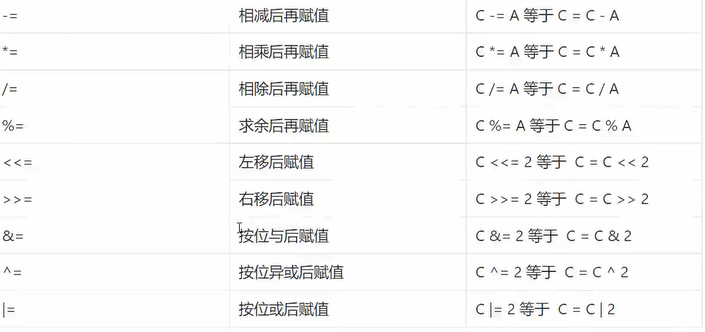 -= 相减后再赋值 C -= A 等于 C = C - A
*= 相乘后再赋值 C *= A 等于 C = C * A
/= 相除后再赋值 C /= A 等于 C = C / A
%= 求余后再赋值 C %= A 等于 C = C % A
<<= 左移后赋值 C <<= 2 等于 C = C << 2
>>= 右移后赋值 C >>= 2 等于 C = C >> 2
&= 按位与后赋值 C &= 2 等于 C = C & 2
^= 按位异或后赋值 C ^= 2 等于 C = C ^ 2
|= 按位或后赋值 C |= 2 等于 C = C | 2